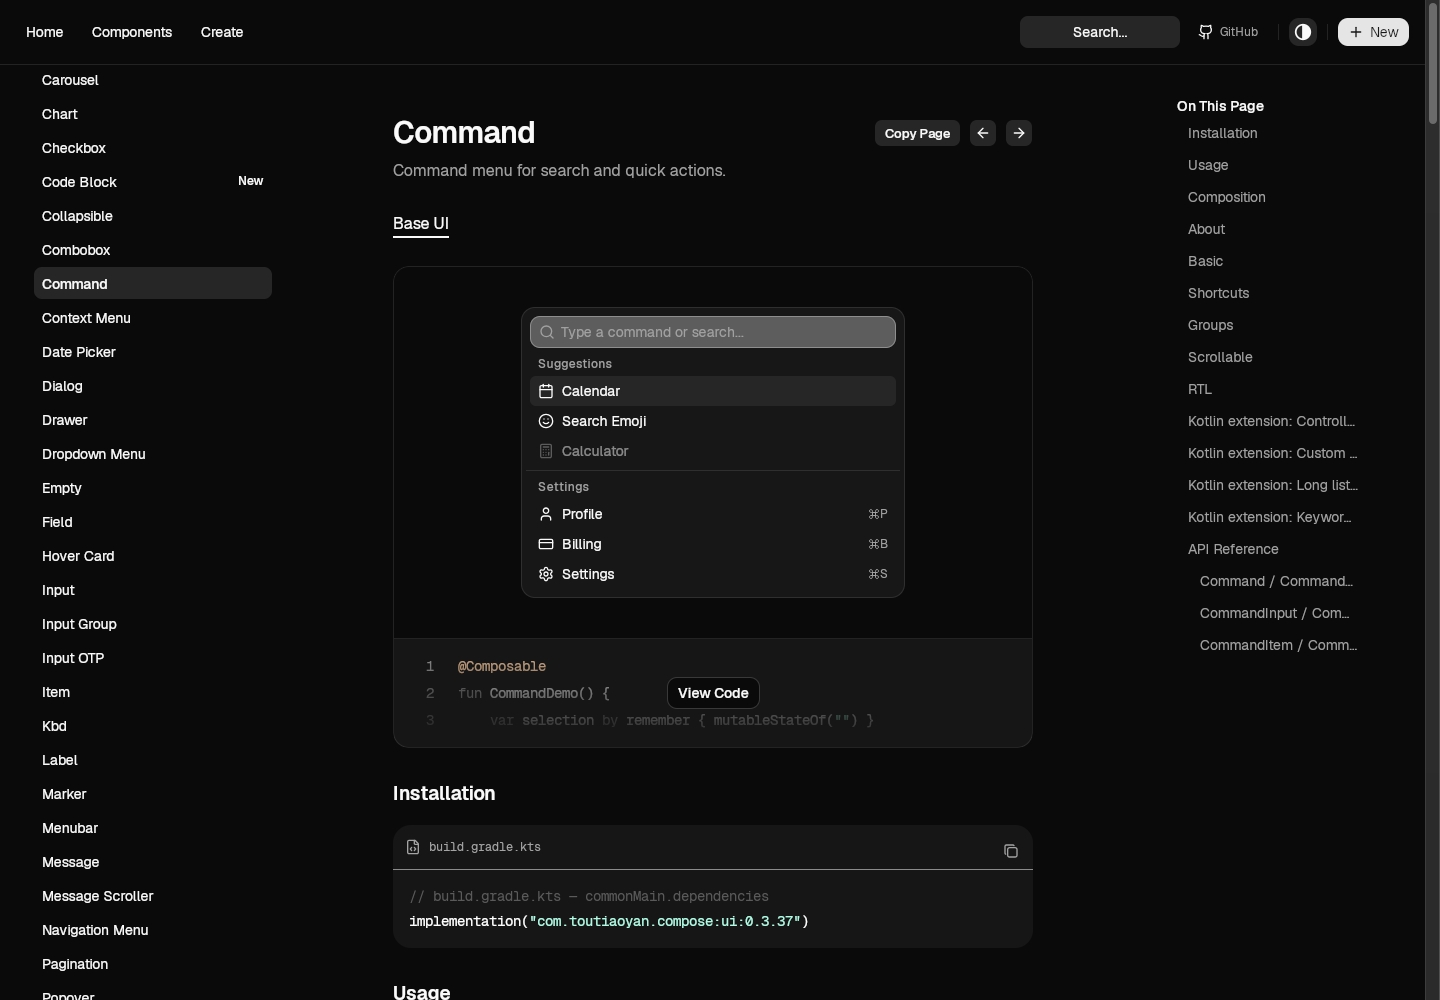 Home
Components
Create
Search...
GitHub
New
Carousel
Chart
Checkbox
Code Block
New
Collapsible
Combobox
Command
Context Menu
Date Picker
Dialog
Drawer
Dropdown Menu
Empty
Field
Hover Card
Input
Input Group
Input OTP
Item
Kbd
Label
Marker
Menubar
Message
Message Scroller
Navigation Menu
Pagination
Popover
Command
Copy Page
Command menu for search and quick actions.
Base UI
Type a command or search...
Suggestions
Calendar
Search Emoji
Calculator
Settings
Profile
⌘P
Billing
⌘B
Settings
⌘S
1 @Composable
2 fun CommandDemo() {
View Code
3 var selection by remember { mutableStateOf("") }
Installation
build.gradle.kts
// build.gradle.kts — commonMain.dependencies
implementation("com.toutiaoyan.compose:ui:0.3.37")
Usage
On This Page
Installation
Usage
Composition
About
Basic
Shortcuts
Groups
Scrollable
RTL
Kotlin extension: Controll...
Kotlin extension: Custom ...
Kotlin extension: Long list...
Kotlin extension: Keywor...
API Reference
Command / Command...
CommandInput / Com...
CommandItem / Comm...